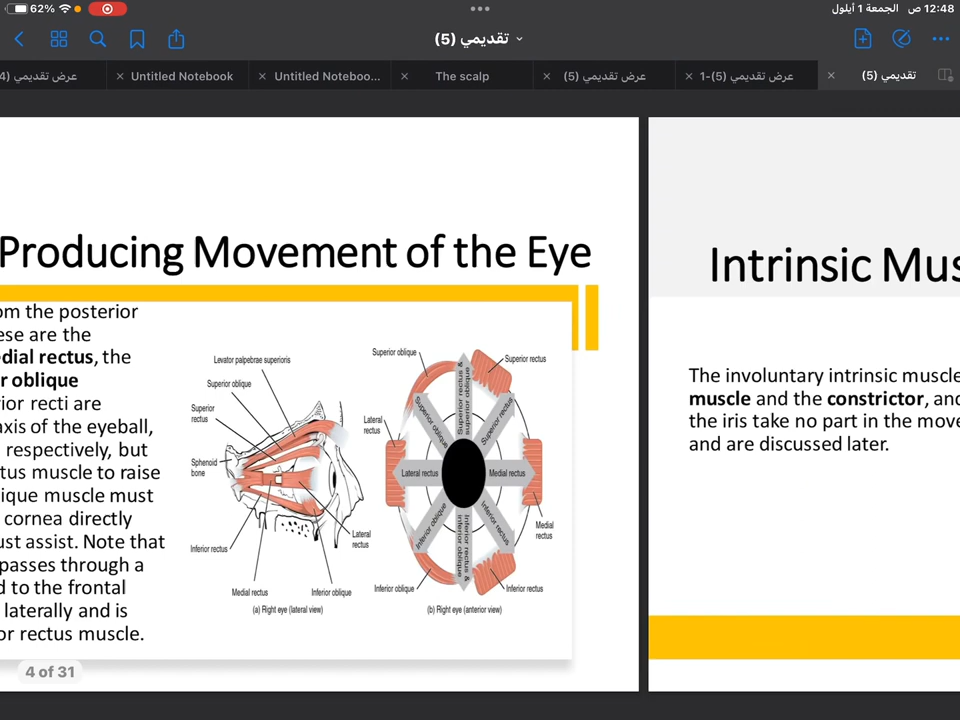 62%
12:48 ص الجمعة 1 أيلول
تقديمي (5)
عرض تقديمي (4
Untitled Notebook
Untitled Noteboo...
The scalp
عرض تقديمي (5)
عرض تقديمي (5)-1
تقديمي (5)
Producing Movement of the Eye
om the posterior
ese are the
edial rectus, the
r oblique
rior recti are
axis of the eyeball,
respectively, but
ctus muscle to raise
ique muscle must
cornea directly
ust assist. Note that
passes through a
d to the frontal
laterally and is
or rectus muscle.
Levator palpebrae superioris
Superior oblique
Superior
rectus
Sphenoid
bone
Inferior rectus
Medial rectus
Inferior oblique
Lateral
rectus
(a) Right eye (lateral view)
Superior oblique
Superior rectus
Lateral
rectus
Medial
rectus
Inferior oblique
Inferior rectus
Superior rectus &
superior oblique
Superior oblique
Superior rectus
Lateral rectus
Medial rectus
Inferior oblique
Inferior rectus
Inferior rectus &
inferior oblique
(b) Right eye (anterior view)
4 of 31
Intrinsic Mus
The involuntary intrinsic muscle
muscle and the constrictor, and
the iris take no part in the move
and are discussed later.